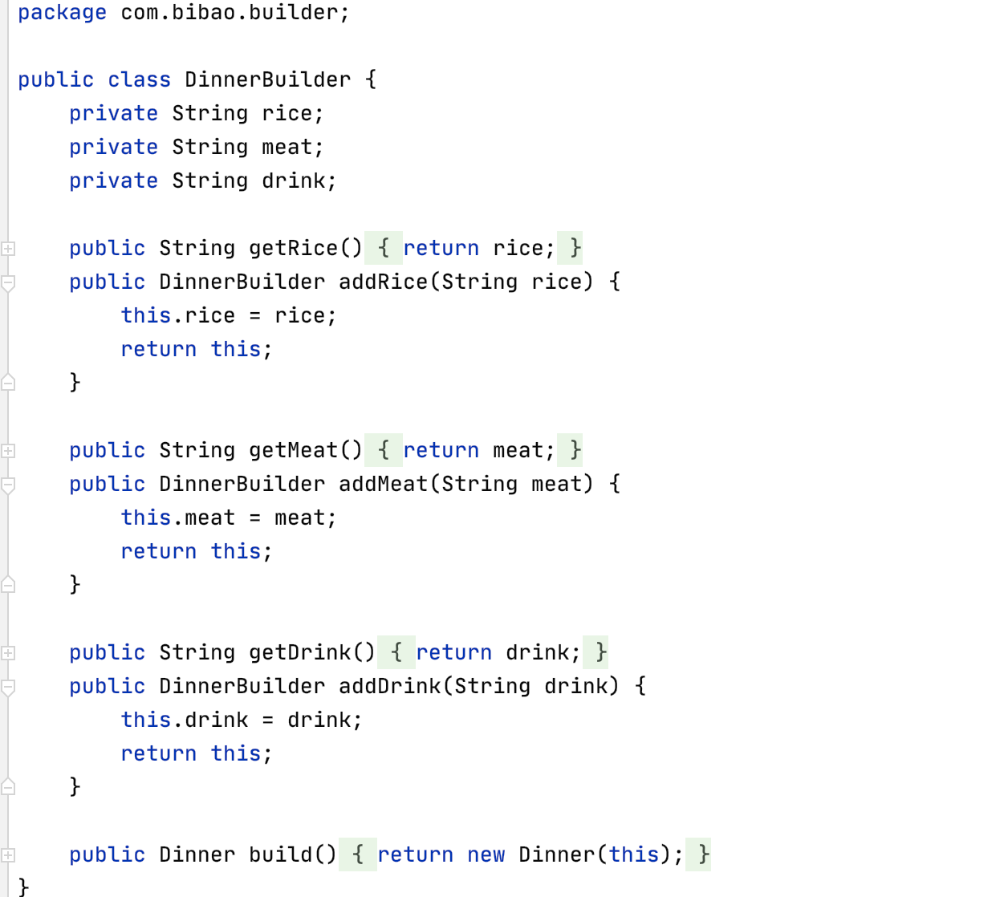 package com.bibao.builder;
public class DinnerBuilder {
private String rice;
private String meat;
private String drink;
public String getRice() { return rice; }
public DinnerBuilder addRice(String rice) {
this.rice = rice;
return this;
}
public String getMeat() { return meat; }
public DinnerBuilder addMeat(String meat) {
this.meat = meat;
return this;
}
public String getDrink() { return drink; }
public DinnerBuilder addDrink(String drink) {
this.drink = drink;
return this;
}
public Dinner build() { return new Dinner(this); }
}